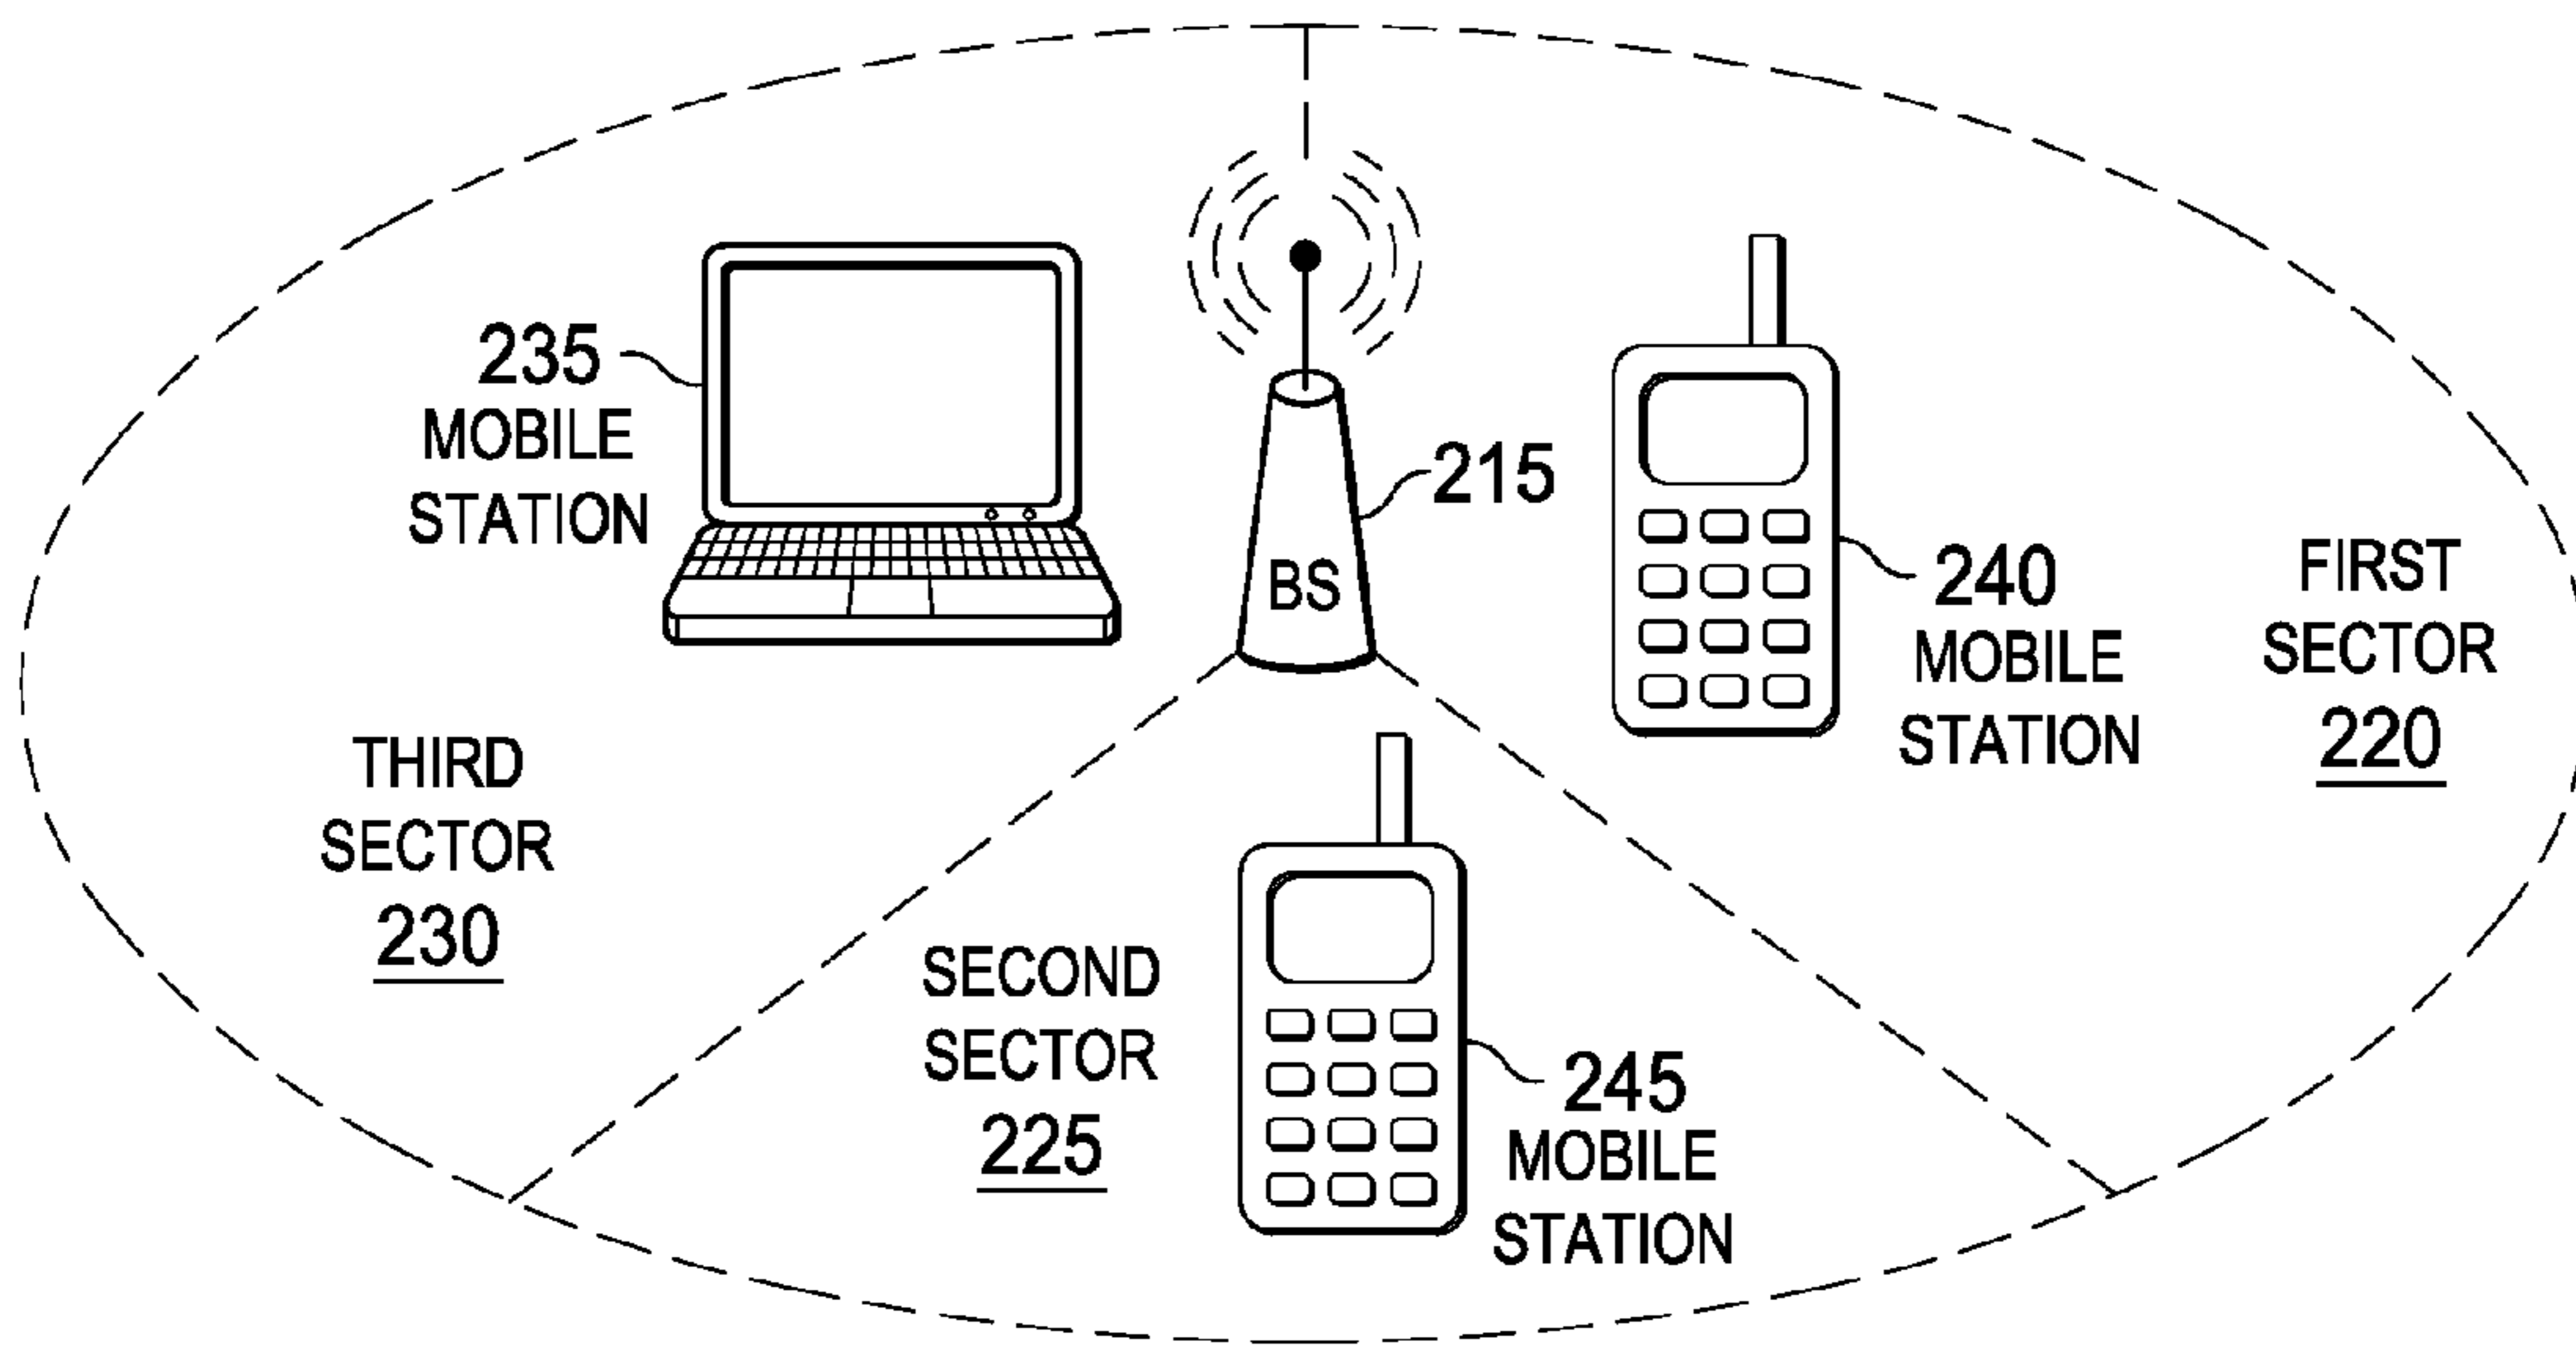 235
MOBILE
STATION
215
BS
240
MOBILE
STATION
FIRST
SECTOR
220
THIRD
SECTOR
230
SECOND
SECTOR
225
245
MOBILE
STATION